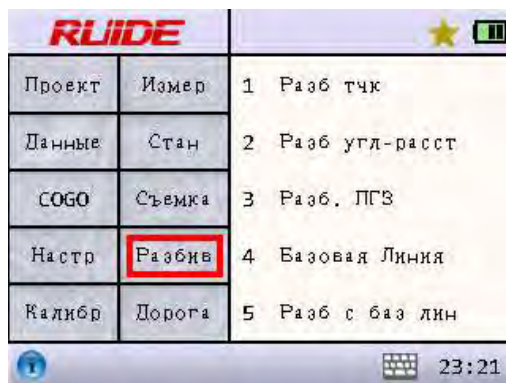 RUIDE
Проект Измер
Данные Стан
COGO Съемка
Настр Разбив
Калибр Дорога
1 Разб тчк
2 Разб угл-расст
3 Разб. ПГЗ
4 Базовая Линия
5 Разб с баз лин
23:21